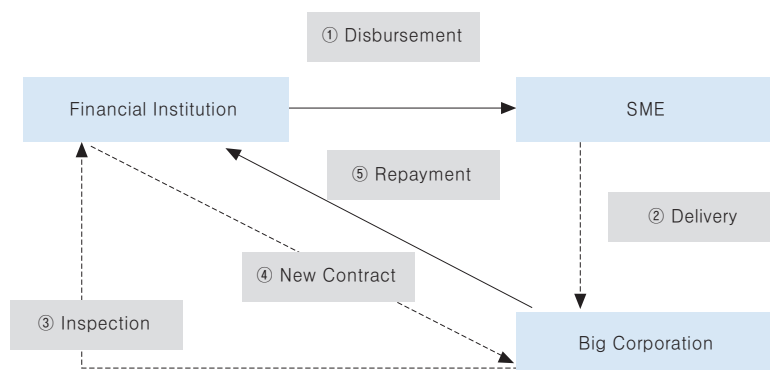 ① Disbursement
Financial Institution
SME
⑤ Repayment
② Delivery
④ New Contract
③ Inspection
Big Corporation